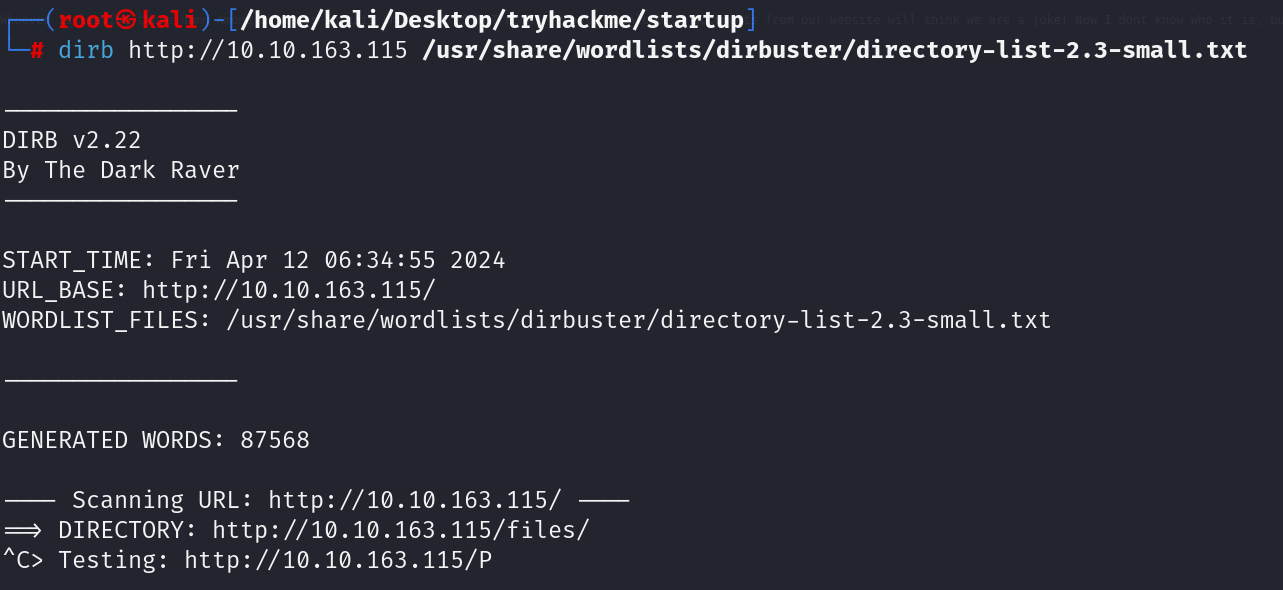 ┌──(root㉿kali)-[/home/kali/Desktop/tryhackme/startup] from our website will think we are a joke! Now I dont know who it is, bu
└─# dirb http://10.10.163.115 /usr/share/wordlists/dirbuster/directory-list-2.3-small.txt
-----------------
DIRB v2.22
By The Dark Raver
-----------------
START_TIME: Fri Apr 12 06:34:55 2024
URL_BASE: http://10.10.163.115/
WORDLIST_FILES: /usr/share/wordlists/dirbuster/directory-list-2.3-small.txt
-----------------
GENERATED WORDS: 87568
---- Scanning URL: http://10.10.163.115/ ----
==> DIRECTORY: http://10.10.163.115/files/
^C> Testing: http://10.10.163.115/P